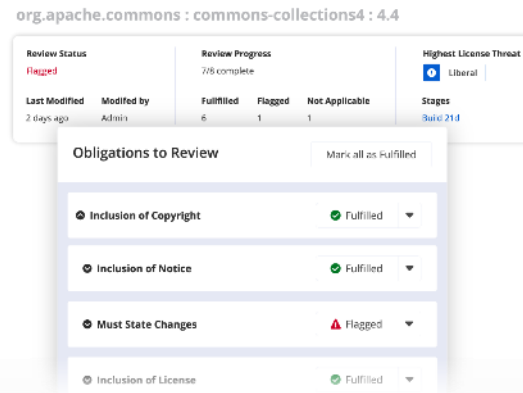 org.apache.commons : commons-collections4 : 4.4
Review Status Review Progress Highest License Threat
Flagged 7/8 complete Liberal
Last Modified Modifed by Fullfilled Flagged Not Applicable Stages
2 days ago Admin 6 1 1 Build 21d
Obligations to Review Mark all as Fulfilled
Inclusion of Copyright Fulfilled
Inclusion of Notice Fulfilled
Must State Changes Flagged
Inclusion of License Fulfilled